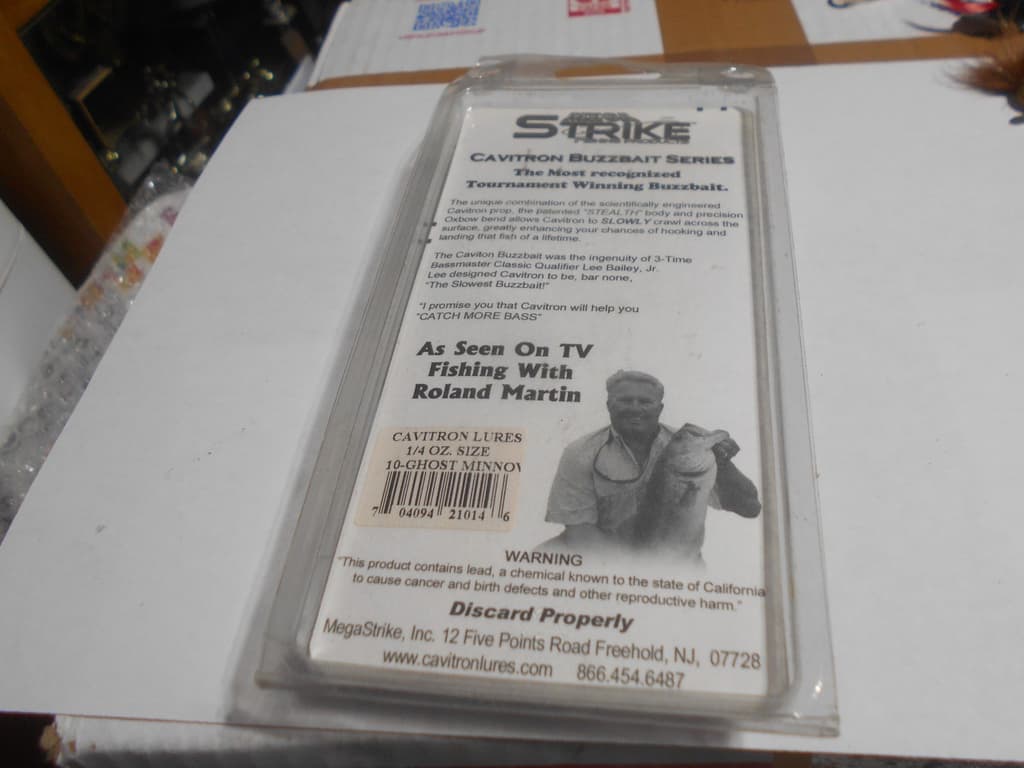 STRIKE
CAVITRON BUZZBAIT SERIES
The Most recognized
Tournament Winning Buzzbait.
The unique combination of the scientifically engineered
Cavitron prop, the patented "STEALTH" body and precision
Oxbow bend allows Cavitron to SLOWLY crawl across the
surface, greatly enhancing your chances of hooking and
landing that fish of a lifetime.
The Caviton Buzzbait was the ingenuity of 3-Time
Bassmaster Classic Qualifier Lee Bailey, Jr.
Lee designed Cavitron to be, bar none,
"The Slowest Buzzbait!"
"I promise you that Cavitron will help you
"CATCH MORE BASS"
As Seen On TV
Fishing With
Roland Martin
CAVITRON LURES
1/4 OZ. SIZE
10-GHOST MINNOV
7 04094 21014 6
WARNING
"This product contains lead, a chemical known to the state of California
to cause cancer and birth defects and other reproductive harm."
Discard Properly
MegaStrike, Inc. 12 Five Points Road Freehold, NJ, 07728
www.cavitronlures.com 866.454.6487